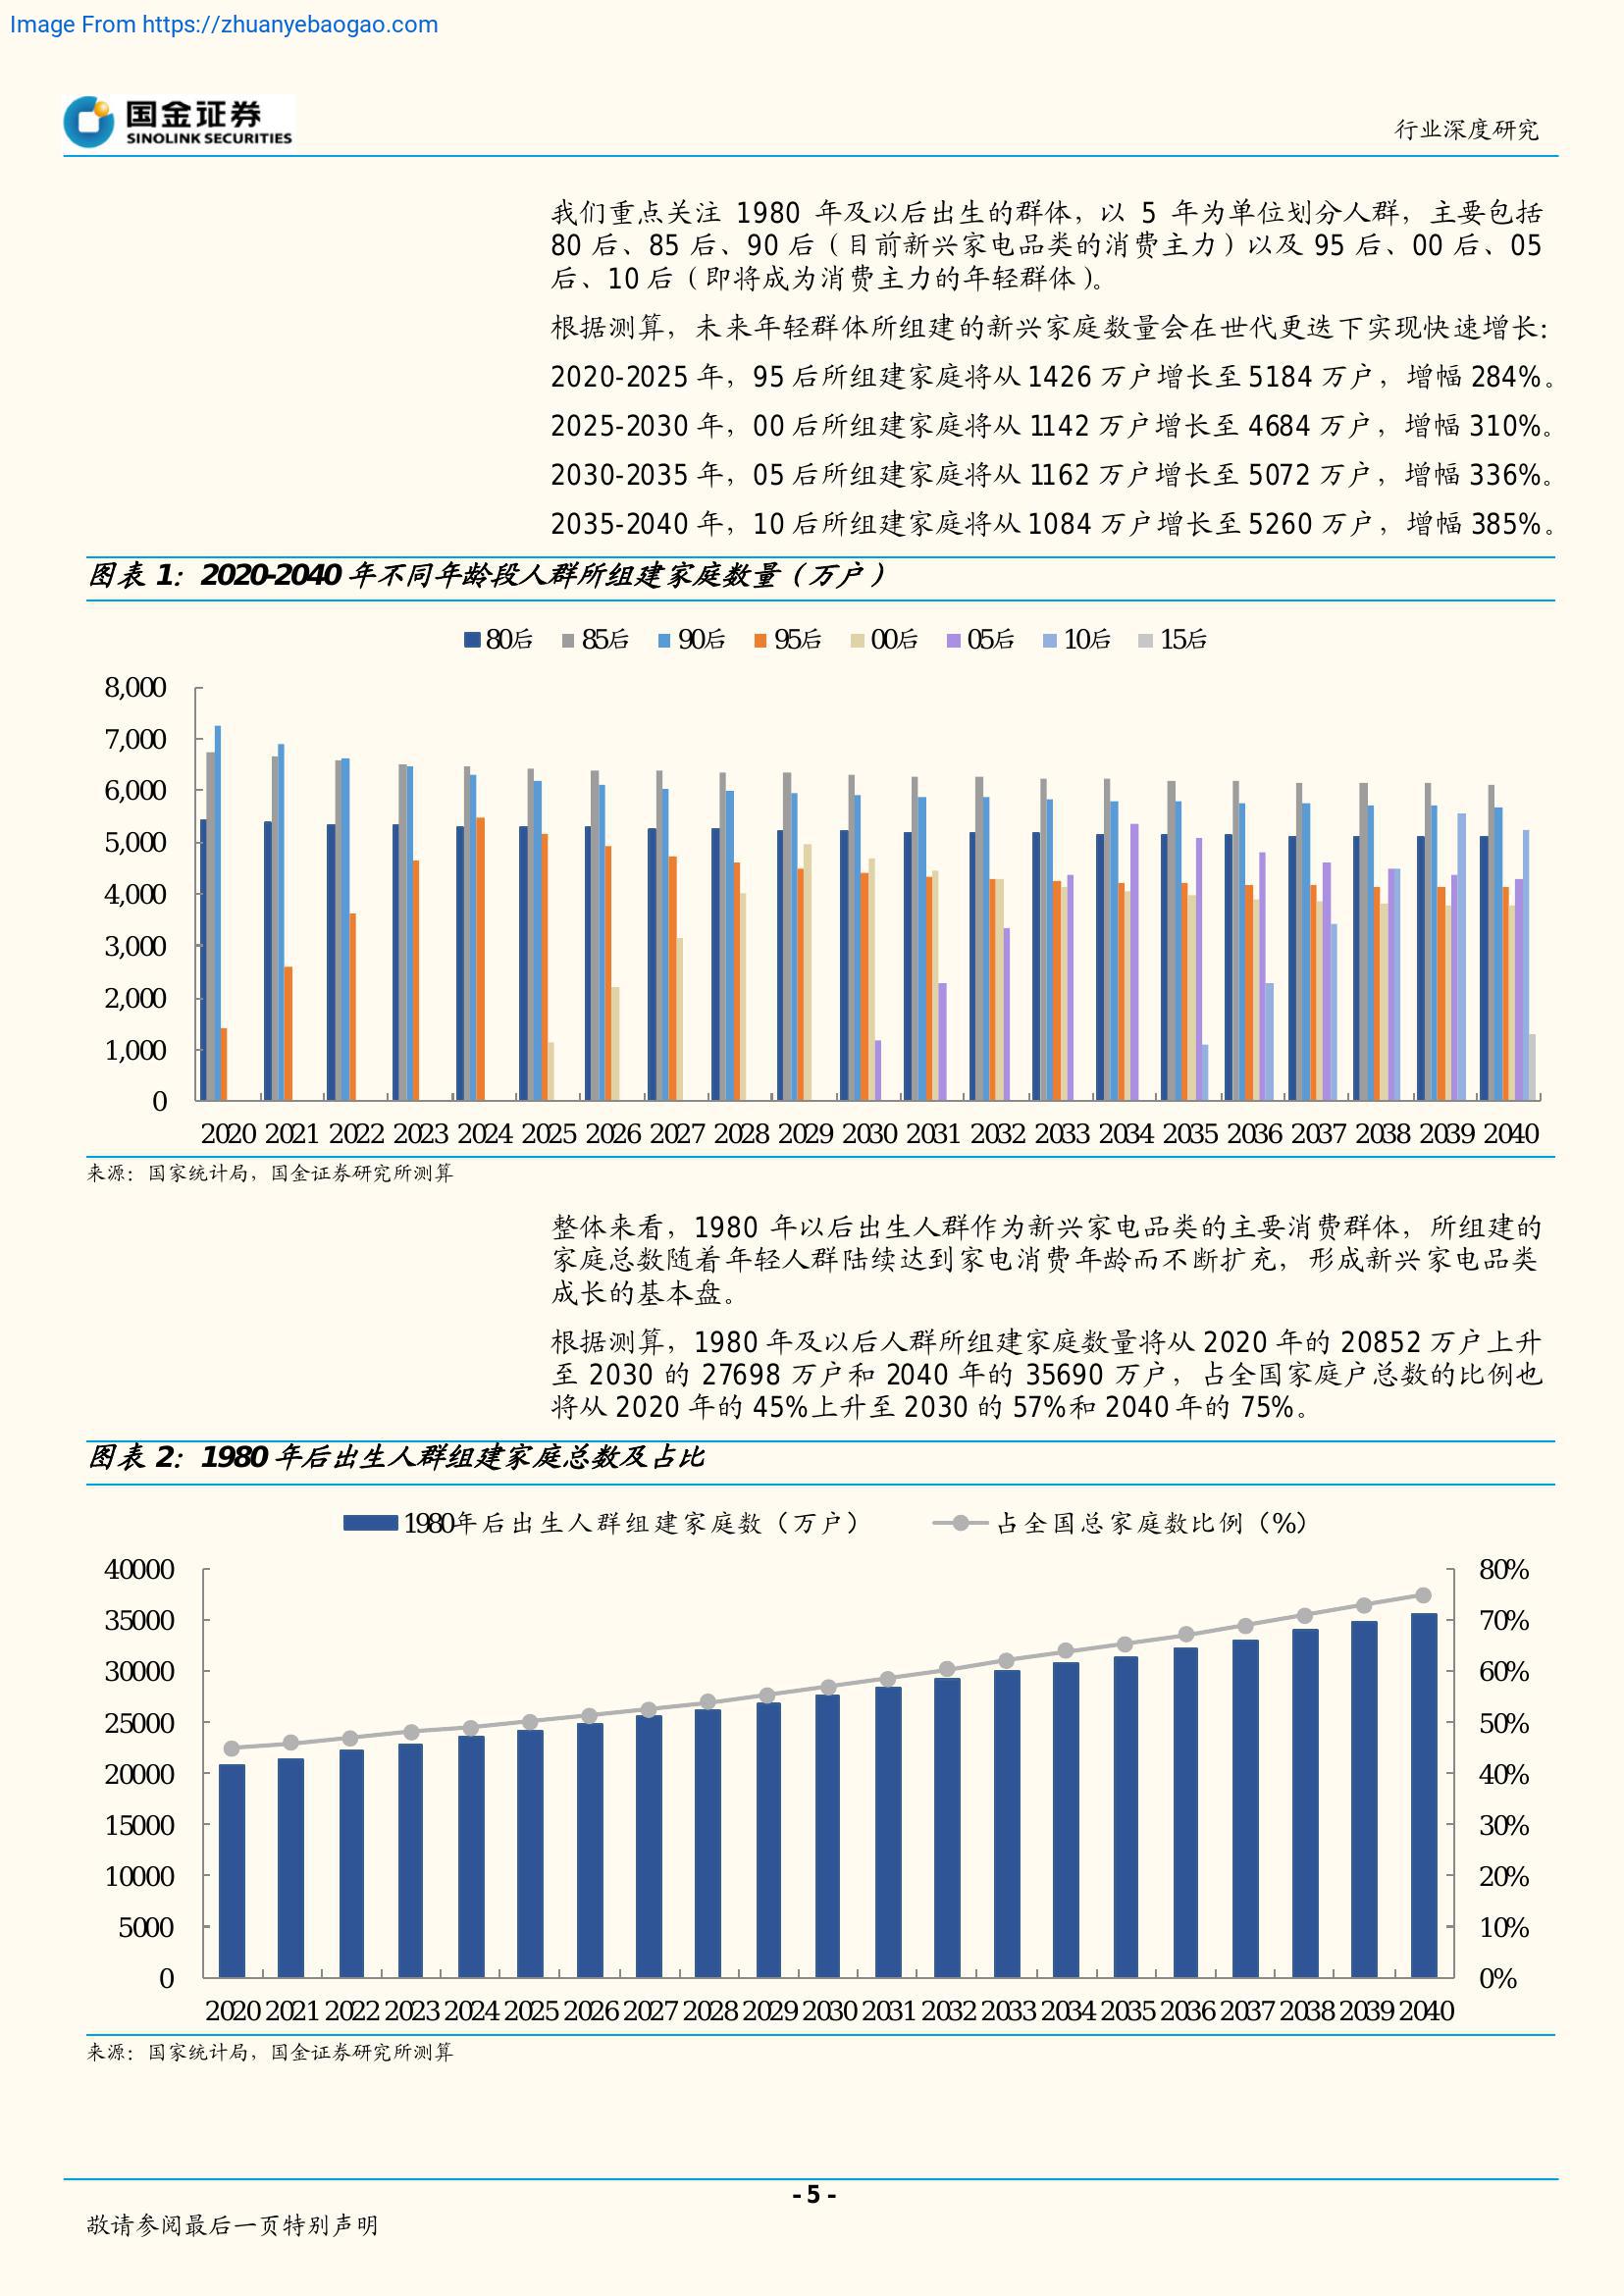 Image From https://zhuanyebaogao.com
国金证券
SINOLINK SECURITIES
行业深度研究
我们重点关注 1980 年及以后出生的群体，以 5 年为单位划分人群，主要包括
80 后、85 后、90 后（目前新兴家电品类的消费主力）以及 95 后、00 后、05
后、10 后（即将成为消费主力的年轻群体）。
根据测算，未来年轻群体所组建的新兴家庭数量会在世代更迭下实现快速增长：
2020-2025 年，95 后所组建家庭将从 1426 万户增长至 5184 万户，增幅 284%。
2025-2030 年，00 后所组建家庭将从 1142 万户增长至 4684 万户，增幅 310%。
2030-2035 年，05 后所组建家庭将从 1162 万户增长至 5072 万户，增幅 336%。
2035-2040 年，10 后所组建家庭将从 1084 万户增长至 5260 万户，增幅 385%。
图表 1：2020-2040 年不同年龄段人群所组建家庭数量（万户）
80后 85后 90后 95后 00后 05后 10后 15后
8,000
7,000
6,000
5,000
4,000
3,000
2,000
1,000
0
2020 2021 2022 2023 2024 2025 2026 2027 2028 2029 2030 2031 2032 2033 2034 2035 2036 2037 2038 2039 2040
来源：国家统计局，国金证券研究所测算
整体来看，1980 年以后出生人群作为新兴家电品类的主要消费群体，所组建的
家庭总数随着年轻人群陆续达到家电消费年龄而不断扩充，形成新兴家电品类
成长的基本盘。
根据测算，1980 年及以后人群所组建家庭数量将从 2020 年的 20852 万户上升
至 2030 的 27698 万户和 2040 年的 35690 万户，占全国家庭户总数的比例也
将从 2020 年的 45%上升至 2030 的 57%和 2040 年的 75%。
图表 2：1980 年后出生人群组建家庭总数及占比
1980年后出生人群组建家庭数（万户） 占全国总家庭数比例（%）
40000
35000
30000
25000
20000
15000
10000
5000
0
80%
70%
60%
50%
40%
30%
20%
10%
0%
2020 2021 2022 2023 2024 2025 2026 2027 2028 2029 2030 2031 2032 2033 2034 2035 2036 2037 2038 2039 2040
来源：国家统计局，国金证券研究所测算
- 5 -
敬请参阅最后一页特别声明